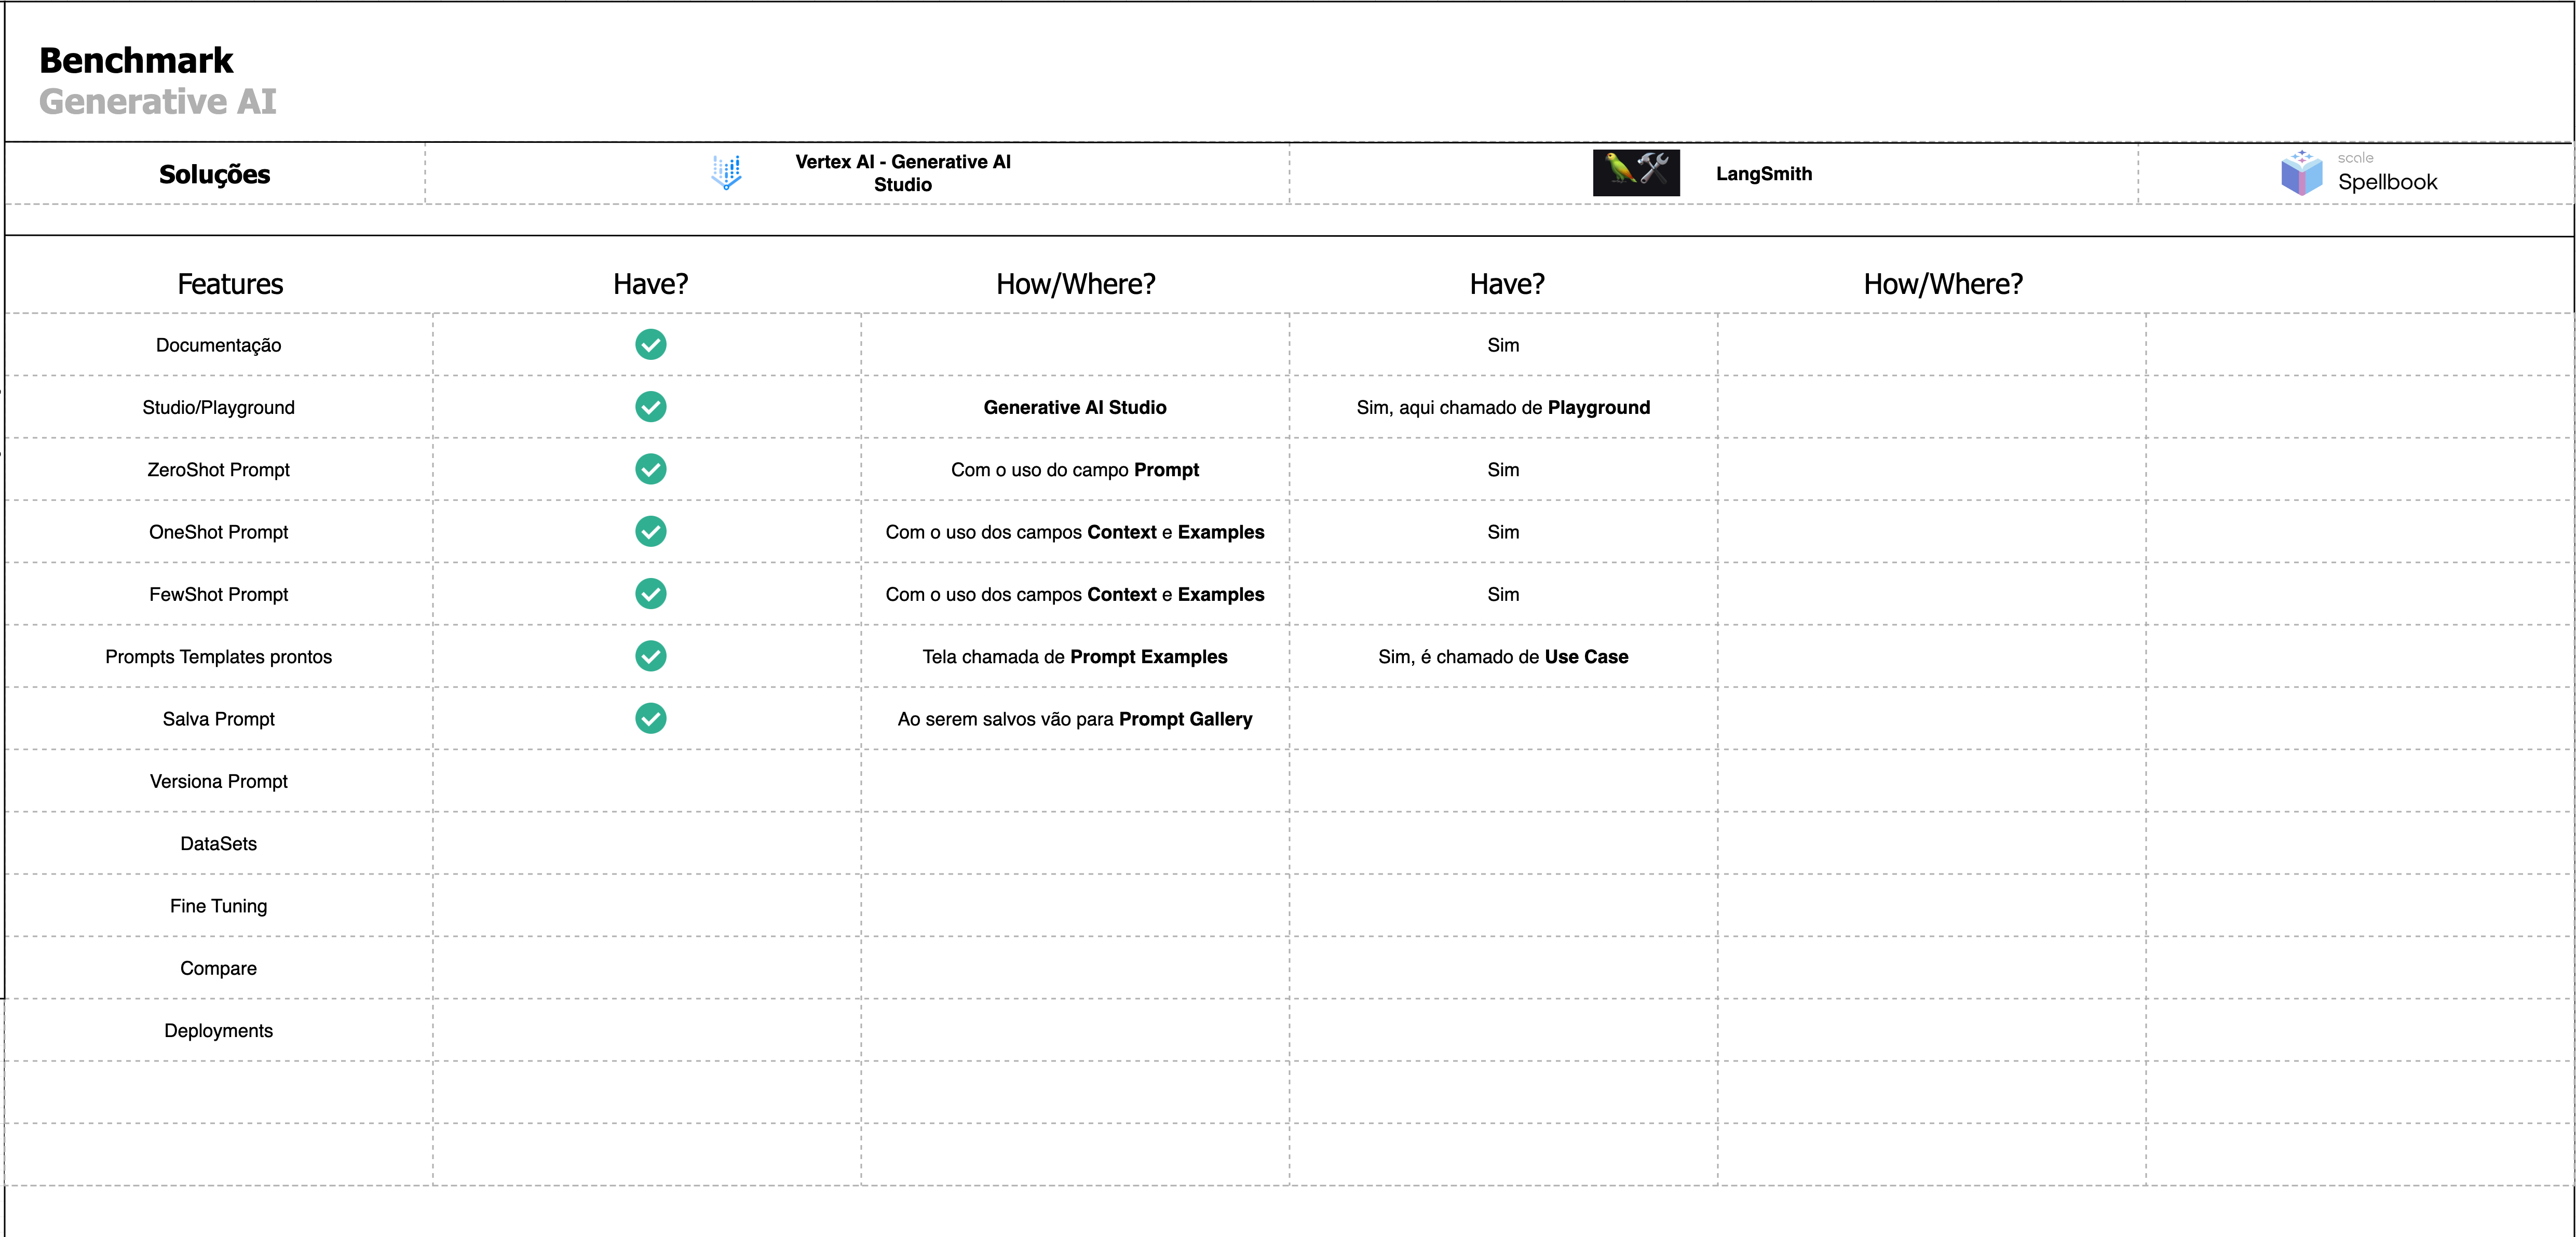 Benchmark
Generative AI
Soluções
Vertex AI - Generative AI
Studio
LangSmith
scale
Spellbook
Features Have? How/Where? Have? How/Where?
Documentação Sim
Studio/Playground Generative AI Studio Sim, aqui chamado de Playground
ZeroShot Prompt Com o uso do campo Prompt Sim
OneShot Prompt Com o uso dos campos Context e Examples Sim
FewShot Prompt Com o uso dos campos Context e Examples Sim
Prompts Templates prontos Tela chamada de Prompt Examples Sim, é chamado de Use Case
Salva Prompt Ao serem salvos vão para Prompt Gallery
Versiona Prompt
DataSets
Fine Tuning
Compare
Deployments